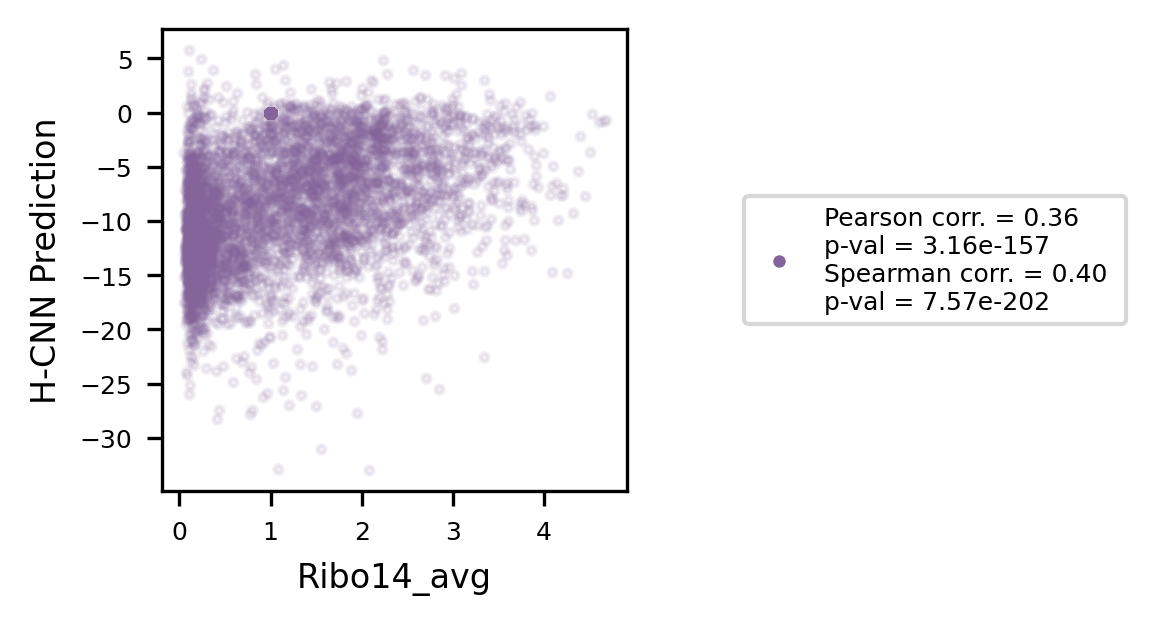 5
0
−5
−10
−15
−20
−25
−30
H-CNN Prediction
0 1 2 3 4
Ribo14_avg
Pearson corr. = 0.36
p-val = 3.16e-157
Spearman corr. = 0.40
p-val = 7.57e-202